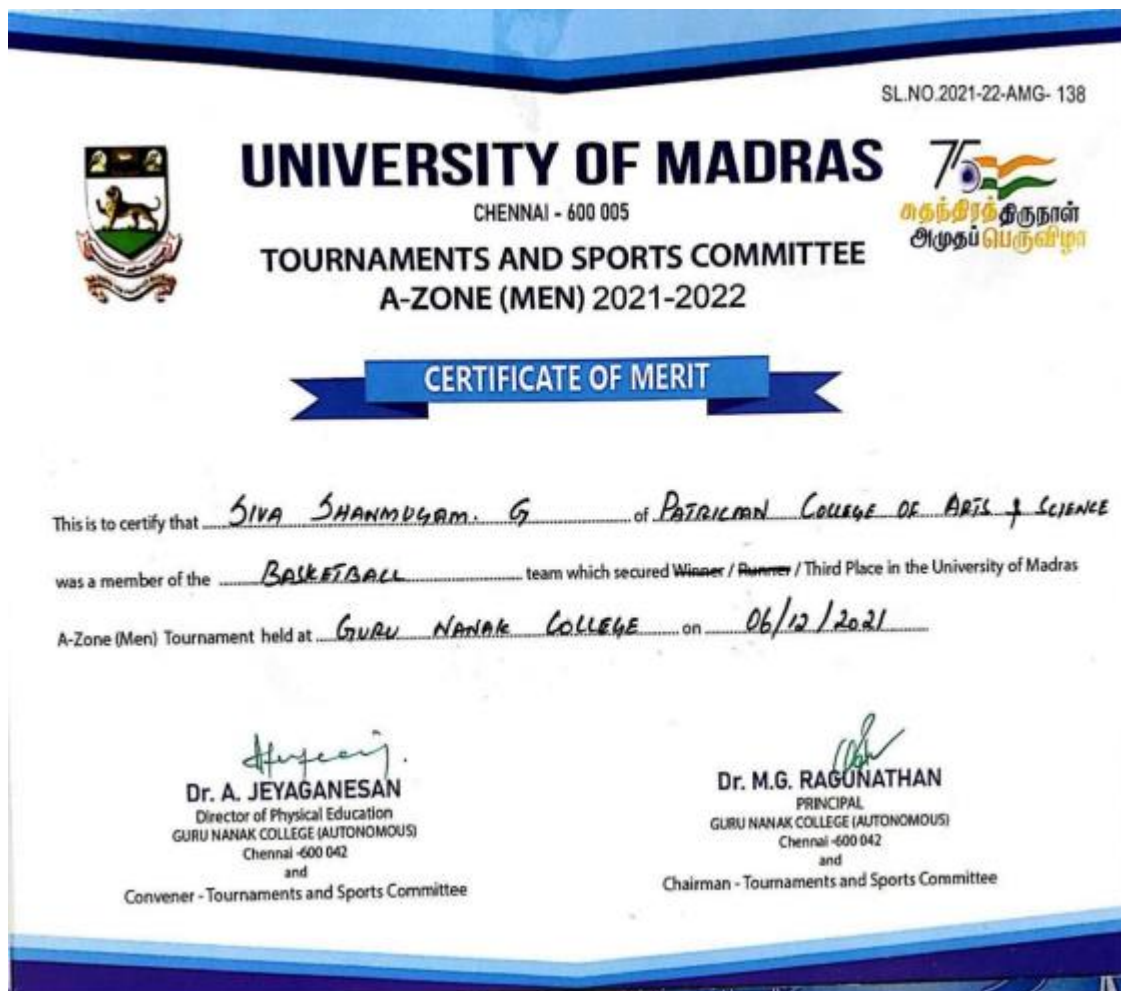 SL.NO.2021-22-AMG- 138
UNIVERSITY OF MADRAS
CHENNAI - 600 005
75
சுதந்திரத் திருநாள்
அமுதப் பெருவிழா
TOURNAMENTS AND SPORTS COMMITTEE
A-ZONE (MEN) 2021-2022
CERTIFICATE OF MERIT
This is to certify that SIVA SHANMUGAM. G of PATRICIAN COLLEGE OF ARTS & SCIENCE
was a member of the BASKETBALL team which secured Winner / Runner / Third Place in the University of Madras
A-Zone (Men) Tournament held at GURU NANAK COLLEGE on 06/12/2021
Dr. A. JEYAGANESAN
Director of Physical Education
GURU NANAK COLLEGE (AUTONOMOUS)
Chennai -600 042
and
Convener - Tournaments and Sports Committee
Dr. M.G. RAGUNATHAN
PRINCIPAL
GURU NANAK COLLEGE (AUTONOMOUS)
Chennai -600 042
and
Chairman - Tournaments and Sports Committee